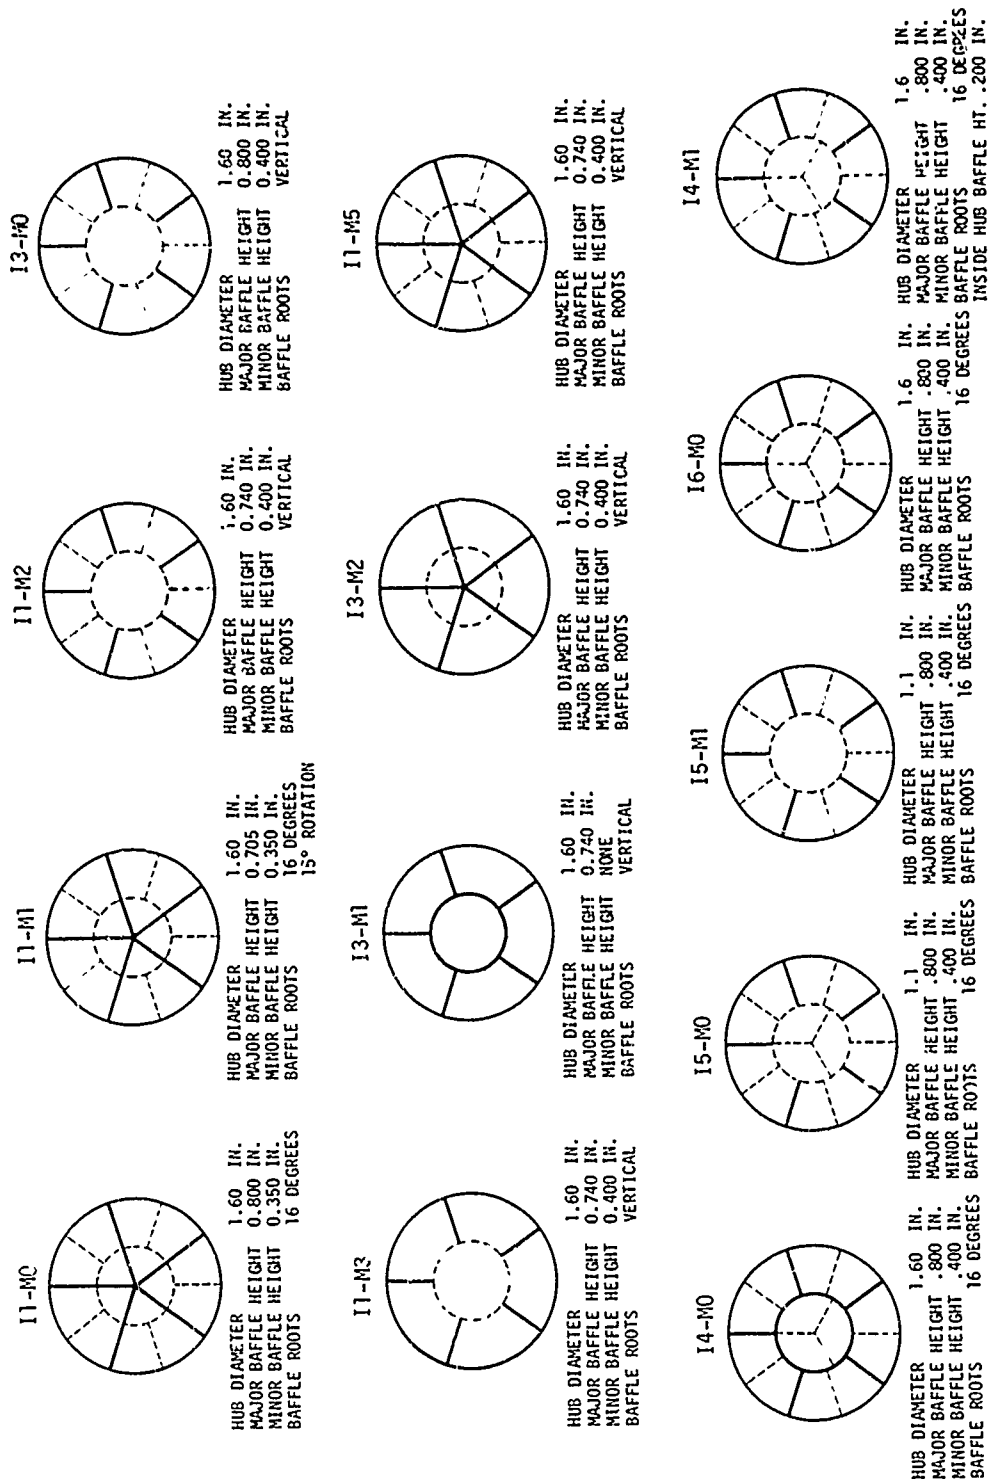 I1-M0
HUB DIAMETER 1.60 IN.
MAJOR BAFFLE HEIGHT 0.800 IN.
MINOR BAFFLE HEIGHT 0.350 IN.
BAFFLE ROOTS 16 DEGREES
I1-M1
HUB DIAMETER 1.60 IN.
MAJOR BAFFLE HEIGHT 0.705 IN.
MINOR BAFFLE HEIGHT 0.350 IN.
BAFFLE ROOTS 16 DEGREES
15° ROTATION
I1-M2
HUB DIAMETER 1.60 IN.
MAJOR BAFFLE HEIGHT 0.740 IN.
MINOR BAFFLE HEIGHT 0.400 IN.
BAFFLE ROOTS VERTICAL
I3-M0
HUB DIAMETER 1.60 IN.
MAJOR BAFFLE HEIGHT 0.800 IN.
MINOR BAFFLE HEIGHT 0.400 IN.
BAFFLE ROOTS VERTICAL
I1-M3
HUB DIAMETER 1.60 IN.
MAJOR BAFFLE HEIGHT 0.740 IN.
MINOR BAFFLE HEIGHT 0.400 IN.
BAFFLE ROOTS VERTICAL
I3-M1
HUB DIAMETER 1.60 IN.
MAJOR BAFFLE HEIGHT 0.740 IN.
MINOR BAFFLE HEIGHT NONE
BAFFLE ROOTS VERTICAL
I3-M2
HUB DIAMETER 1.60 IN.
MAJOR BAFFLE HEIGHT 0.740 IN.
MINOR BAFFLE HEIGHT 0.400 IN.
BAFFLE ROOTS VERTICAL
I1-M5
HUB DIAMETER 1.60 IN.
MAJOR BAFFLE HEIGHT 0.740 IN.
MINOR BAFFLE HEIGHT 0.400 IN.
BAFFLE ROOTS VERTICAL
I4-M0
HUB DIAMETER 1.60 IN.
MAJOR BAFFLE HEIGHT .800 IN.
MINOR BAFFLE HEIGHT .400 IN.
BAFFLE ROOTS 16 DEGREES
I5-M0
HUB DIAMETER 1.1 IN.
MAJOR BAFFLE HEIGHT .800 IN.
MINOR BAFFLE HEIGHT .400 IN.
BAFFLE ROOTS 16 DEGREES
I5-M1
HUB DIAMETER 1.1 IN.
MAJOR BAFFLE HEIGHT .800 IN.
MINOR BAFFLE HEIGHT .400 IN.
BAFFLE ROOTS 16 DEGREES
I6-M0
HUB DIAMETER 1.6 IN.
MAJOR BAFFLE HEIGHT .800 IN.
MINOR BAFFLE HEIGHT .400 IN.
BAFFLE ROOTS 16 DEGREES
I4-M1
HUB DIAMETER 1.6 IN.
MAJOR BAFFLE HEIGHT .800 IN.
MINOR BAFFLE HEIGHT .400 IN.
BAFFLE ROOTS 16 DEGREES
INSIDE HUB BAFFLE HT. .200 IN.